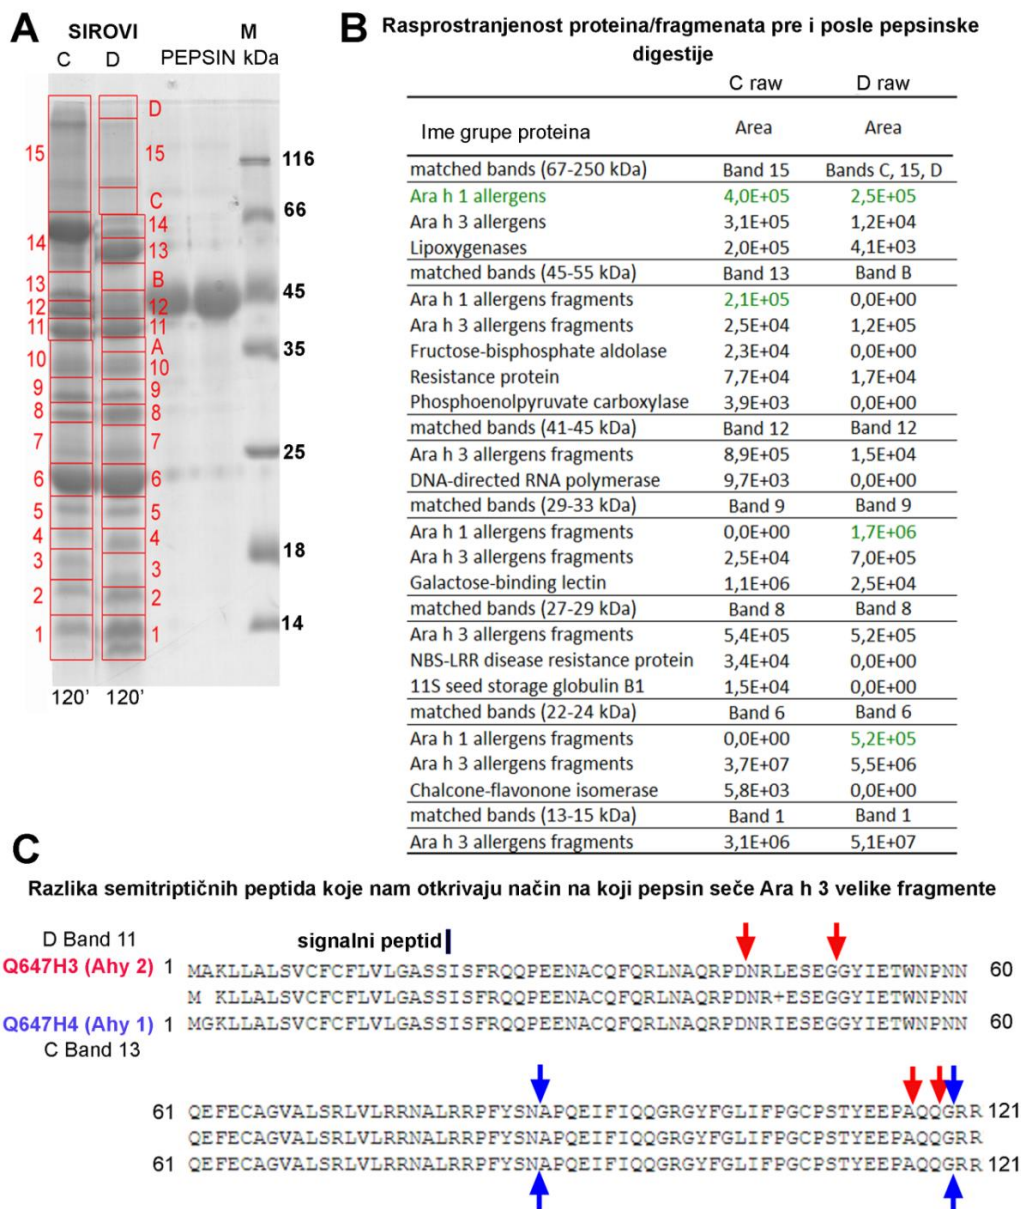 A
SIROVI
C D PEPSIN M kDa
D
15 15
C
14 14
13
13 B
12 12
11 11
A
10 10
9 9
8 8
7 7
6 6
5 5
4 4
3 3
2 2
1 1
116
66
45
35
25
18
14
120’ 120’
B Rasprostranjenost proteina/fragmenata pre i posle pepsinske
digestije
C raw D raw
Ime grupe proteina Area Area
matched bands (67-250 kDa) Band 15 Bands C, 15, D
Ara h 1 allergens 4,0E+05 2,5E+05
Ara h 3 allergens 3,1E+05 1,2E+04
Lipoxygenases 2,0E+05 4,1E+03
matched bands (45-55 kDa) Band 13 Band B
Ara h 1 allergens fragments 2,1E+05 0,0E+00
Ara h 3 allergens fragments 2,5E+04 1,2E+05
Fructose-bisphosphate aldolase 2,3E+04 0,0E+00
Resistance protein 7,7E+04 1,7E+04
Phosphoenolpyruvate carboxylase 3,9E+03 0,0E+00
matched bands (41-45 kDa) Band 12 Band 12
Ara h 3 allergens fragments 8,9E+05 1,5E+04
DNA-directed RNA polymerase 9,7E+03 0,0E+00
matched bands (29-33 kDa) Band 9 Band 9
Ara h 1 allergens fragments 0,0E+00 1,7E+06
Ara h 3 allergens fragments 2,5E+04 7,0E+05
Galactose-binding lectin 1,1E+06 2,5E+04
matched bands (27-29 kDa) Band 8 Band 8
Ara h 3 allergens fragments 5,4E+05 5,2E+05
NBS-LRR disease resistance protein 3,4E+04 0,0E+00
11S seed storage globulin B1 1,5E+04 0,0E+00
matched bands (22-24 kDa) Band 6 Band 6
Ara h 1 allergens fragments 0,0E+00 5,2E+05
Ara h 3 allergens fragments 3,7E+07 5,5E+06
Chalcone-flavonone isomerase 5,8E+03 0,0E+00
matched bands (13-15 kDa) Band 1 Band 1
Ara h 3 allergens fragments 3,1E+06 5,1E+07
C
Razlika semitriptičnih peptida koje nam otkrivaju način na koji pepsin seče Ara h 3 velike fragmente
D Band 11 signalni peptid
Q647H3 (Ahy 2) 1 MAKLLALSVCFCFLVLGASSISFRQQPEENACQFQRLNAQRPDNRLESEGGYIETWNPNN 60
M KLLALSVCFCFLVLGASSISFRQQPEENACQFQRLNAQRPDNR+ESEGGYIETWNPNN
Q647H4 (Ahy 1) 1 MGKLLALSVCFCFLVLGASSISFRQQPEENACQFQRLNAQRPDNRIESEGGYIETWNPNN 60
C Band 13
61 QEFECAGVALSRLVLRRNALRRPFYSNAPQEIFIQQGRGYFGLIFPGCPSTYEEPAQQGRR 121
QEFECAGVALSRLVLRRNALRRPFYSNAPQEIFIQQGRGYFGLIFPGCPSTYEEPAQQGRR
61 QEFECAGVALSRLVLRRNALRRPFYSNAPQEIFIQQGRGYFGLIFPGCPSTYEEPAQQGRR 121